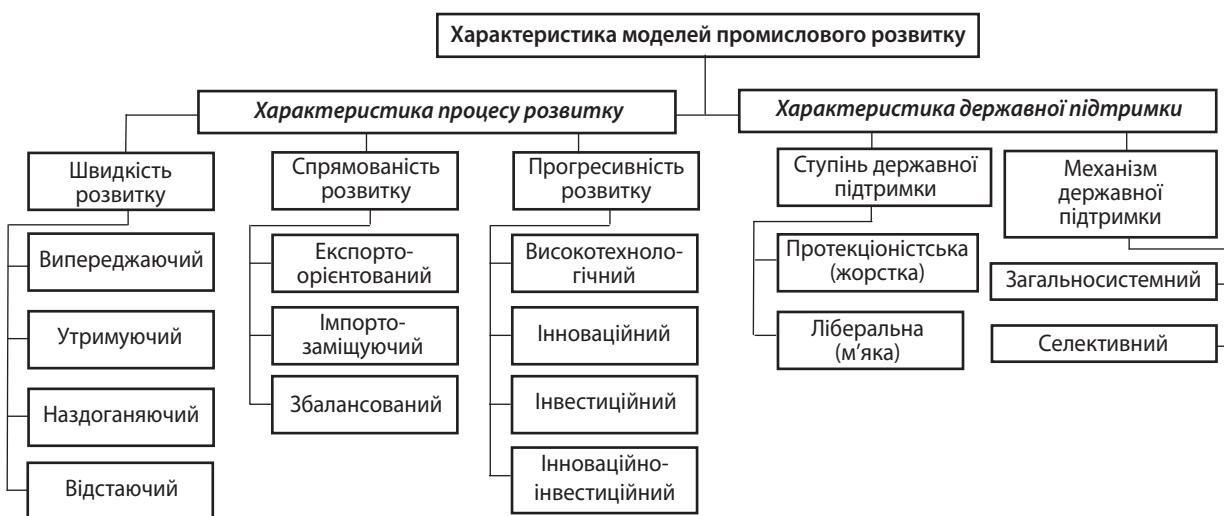 Характеристика моделей промислового розвитку
Характеристика процесу розвитку
Характеристика державної підтримки
Швидкість
розвитку
Випереджаючий
Утримуючий
Наздоганяючий
Відстаючий
Спрямованість
розвитку
Експорто-
орієнтований
Імпорто-
заміщуючий
Збалансований
Прогресивність
розвитку
Високотехноло-
гічний
Інноваційний
Інвестиційний
Інноваційно-
інвестиційний
Ступінь державної
підтримки
Протекціоністська
(жорстка)
Ліберальна
(м’яка)
Механізм
державної
підтримки
Загальносистемний
Селективний